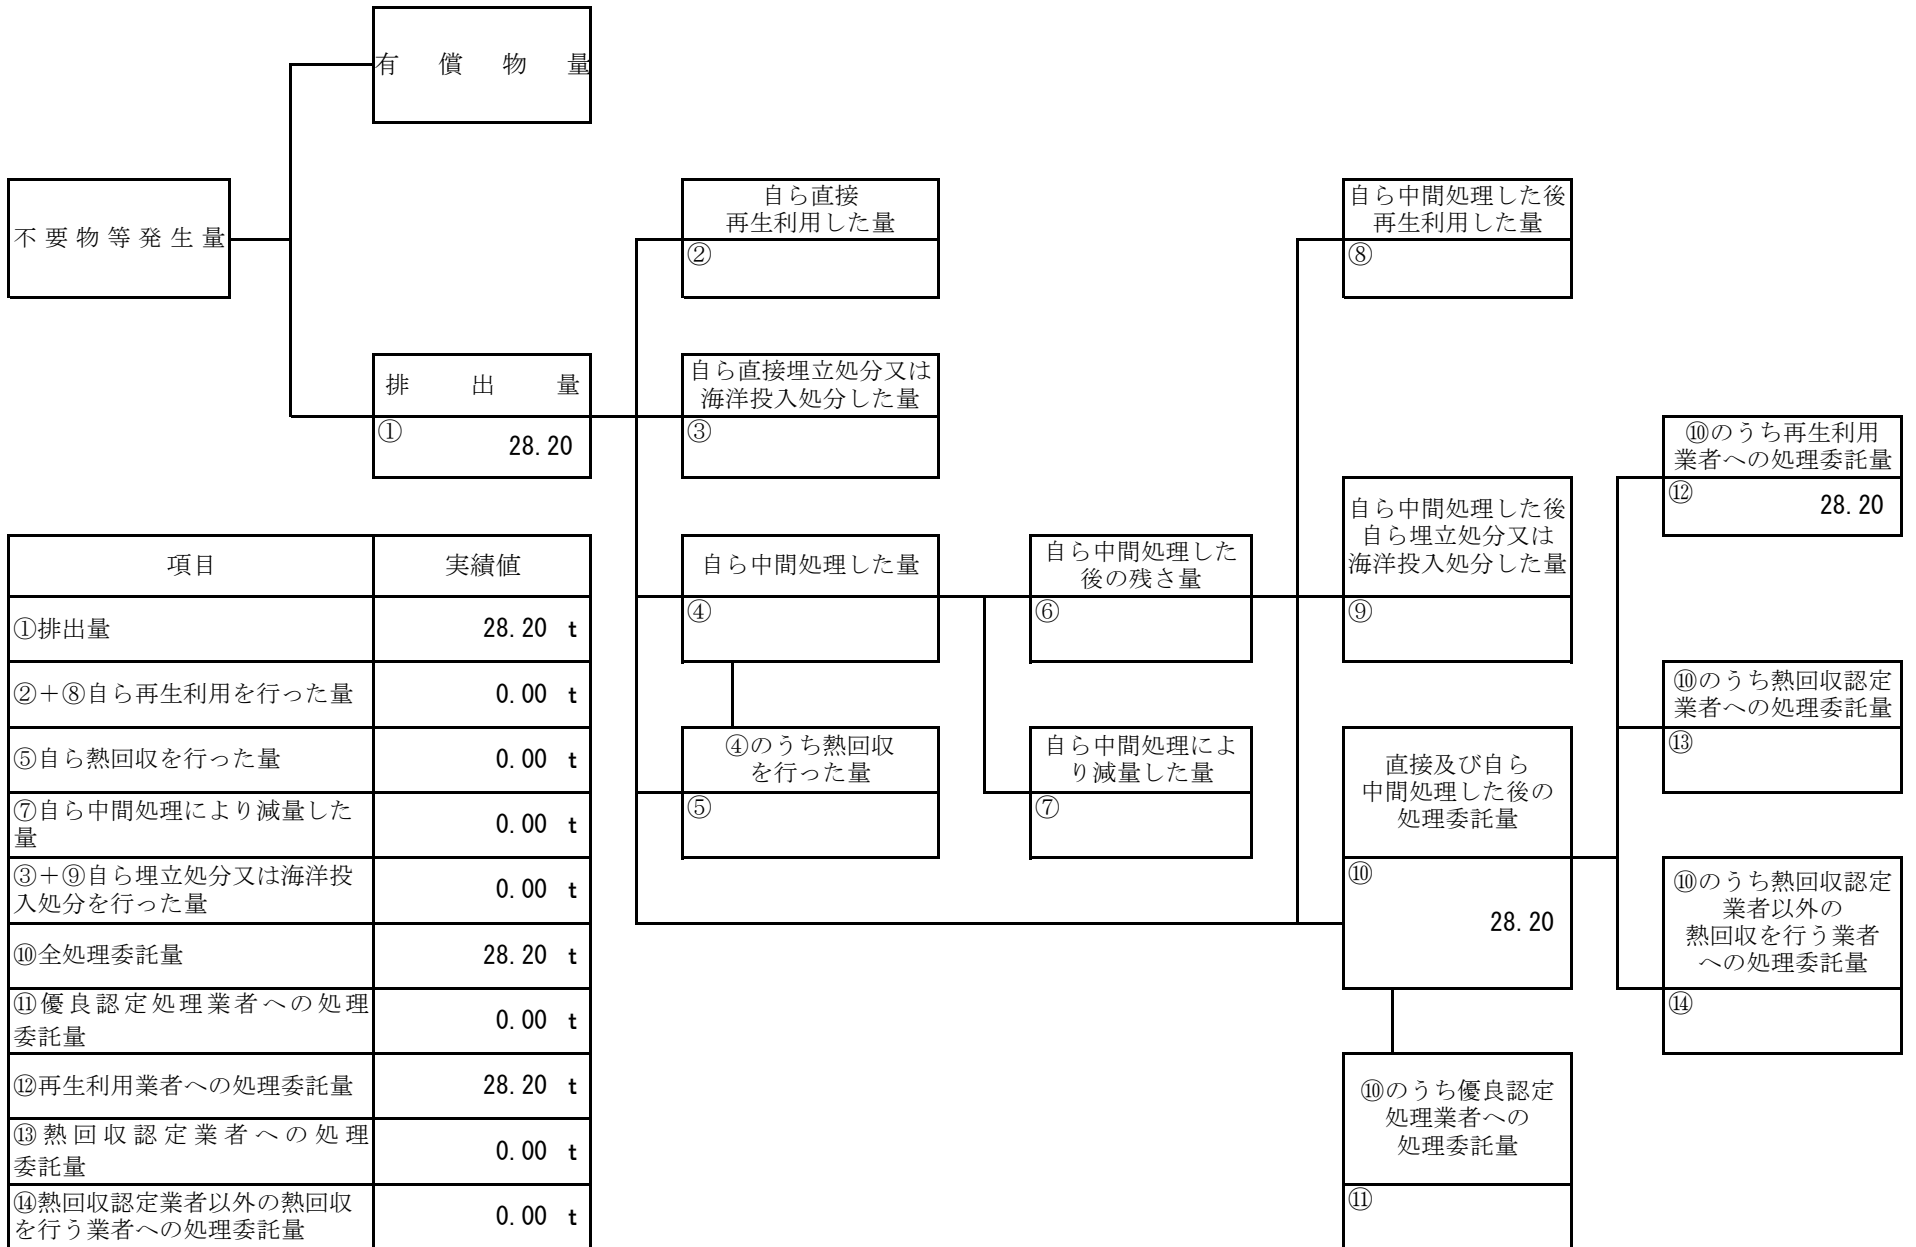 有償物量
不要物等発生量
排出量
①
28.20
自ら直接
再生利用した量
②
自ら直接埋立処分又は
海洋投入処分した量
③
自ら中間処理した量
④
④のうち熱回収
を行った量
⑤
自ら中間処理した
後の残さ量
⑥
自ら中間処理によ
り減量した量
⑦
自ら中間処理した後
再生利用した量
⑧
自ら中間処理した後
自ら埋立処分又は
海洋投入処分した量
⑨
直接及び自ら
中間処理した後の
処理委託量
⑩
28.20
⑩のうち優良認定
処理業者への
処理委託量
⑪
⑩のうち再生利用
業者への処理委託量
⑫
28.20
⑩のうち熱回収認定
業者への処理委託量
⑬
⑩のうち熱回収認定
業者以外の
熱回収を行う業者
への処理委託量
⑭
項目 実績値
①排出量 28.20 t
②＋⑧自ら再生利用を行った量 0.00 t
⑤自ら熱回収を行った量 0.00 t
⑦自ら中間処理により減量した
量 0.00 t
③＋⑨自ら埋立処分又は海洋投
入処分を行った量 0.00 t
⑩全処理委託量 28.20 t
⑪優良認定処理業者への処理
委託量 0.00 t
⑫再生利用業者への処理委託量 28.20 t
⑬熱回収認定業者への処理
委託量 0.00 t
⑭熱回収認定業者以外の熱回収
を行う業者への処理委託量 0.00 t